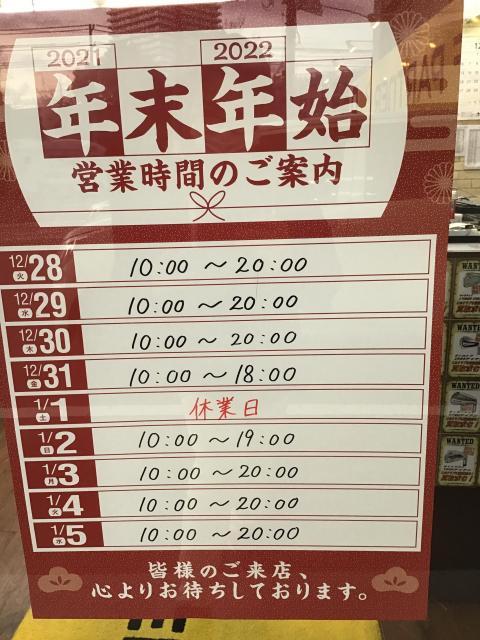 2021
2022
年末年始
営業時間のご案内
12/28 火 10:00 ～ 20:00
12/29 水 10:00 ～ 20:00
12/30 木 10:00 ～ 20:00
12/31 金 10:00 ～ 18:00
1/1 土 休業日
1/2 日 10:00 ～ 19:00
1/3 月 10:00 ～ 20:00
1/4 火 10:00 ～ 20:00
1/5 水 10:00 ～ 20:00
皆様のご来店、
心よりお待ちしております。
WANTED
WANTED
WANTED
WANTED